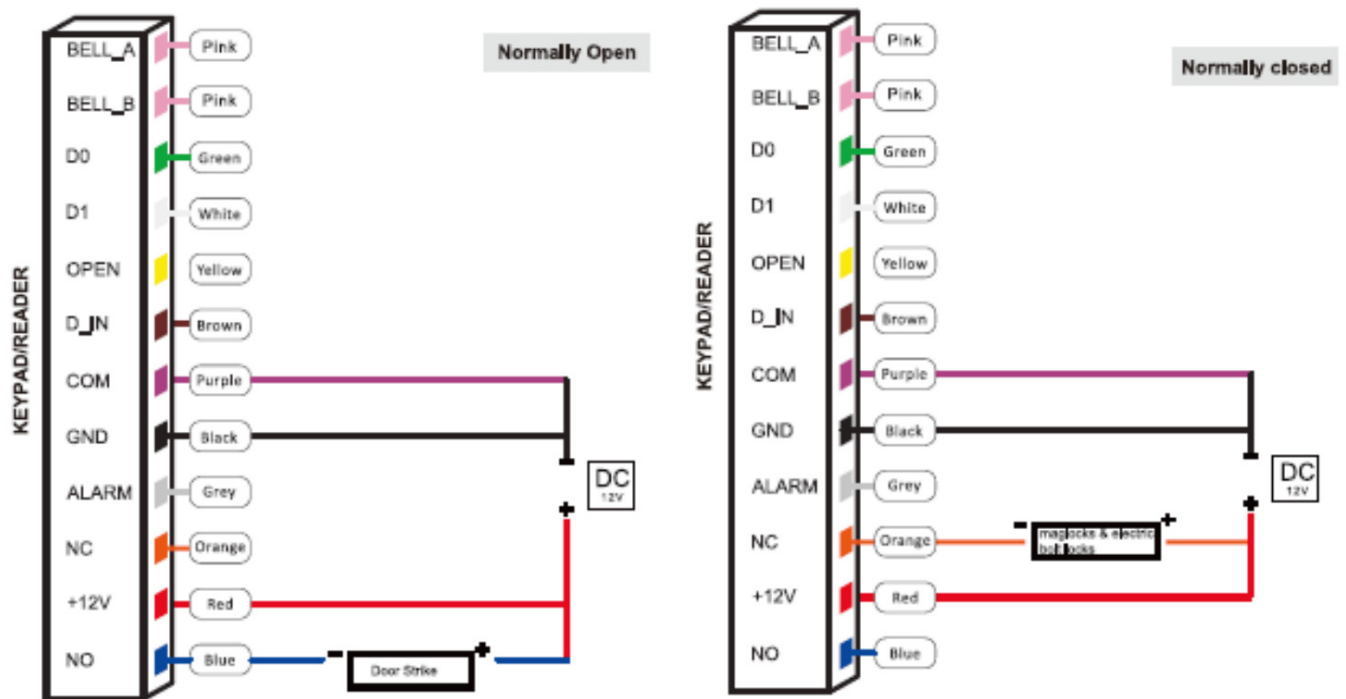 KEYPAD/READER
Normally Open
BELL_A
Pink
BELL_B
Pink
D0
Green
D1
White
OPEN
Yellow
D_IN
Brown
COM
Purple
GND
Black
-
DC
12V
ALARM
Grey
+
NC
Orange
+12V
Red
NO
Blue
-
Door Strike
+
KEYPAD/READER
Normally closed
BELL_A
Pink
BELL_B
Pink
D0
Green
D1
White
OPEN
Yellow
D_IN
Brown
COM
Purple
GND
Black
-
DC
12V
ALARM
Grey
+
NC
Orange
-
maglocks & electric
bolt locks
+
+12V
Red
NO
Blue